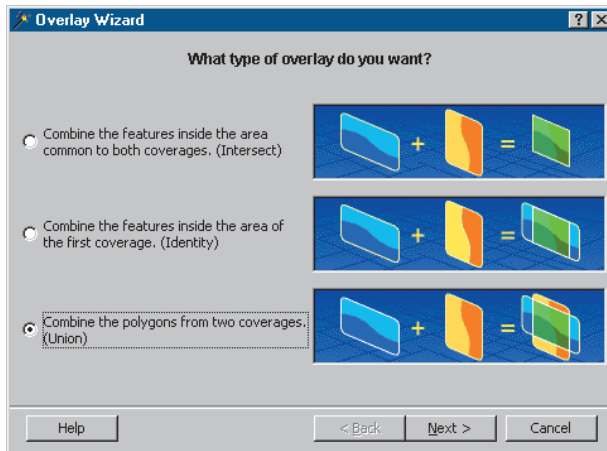 Overlay Wizard
What type of overlay do you want?
Combine the features inside the area
common to both coverages. (Intersect)
+ =
Combine the features inside the area of
the first coverage. (Identity)
+ =
Combine the polygons from two coverages.
(Union)
+ =
Help
< Back
Next >
Cancel